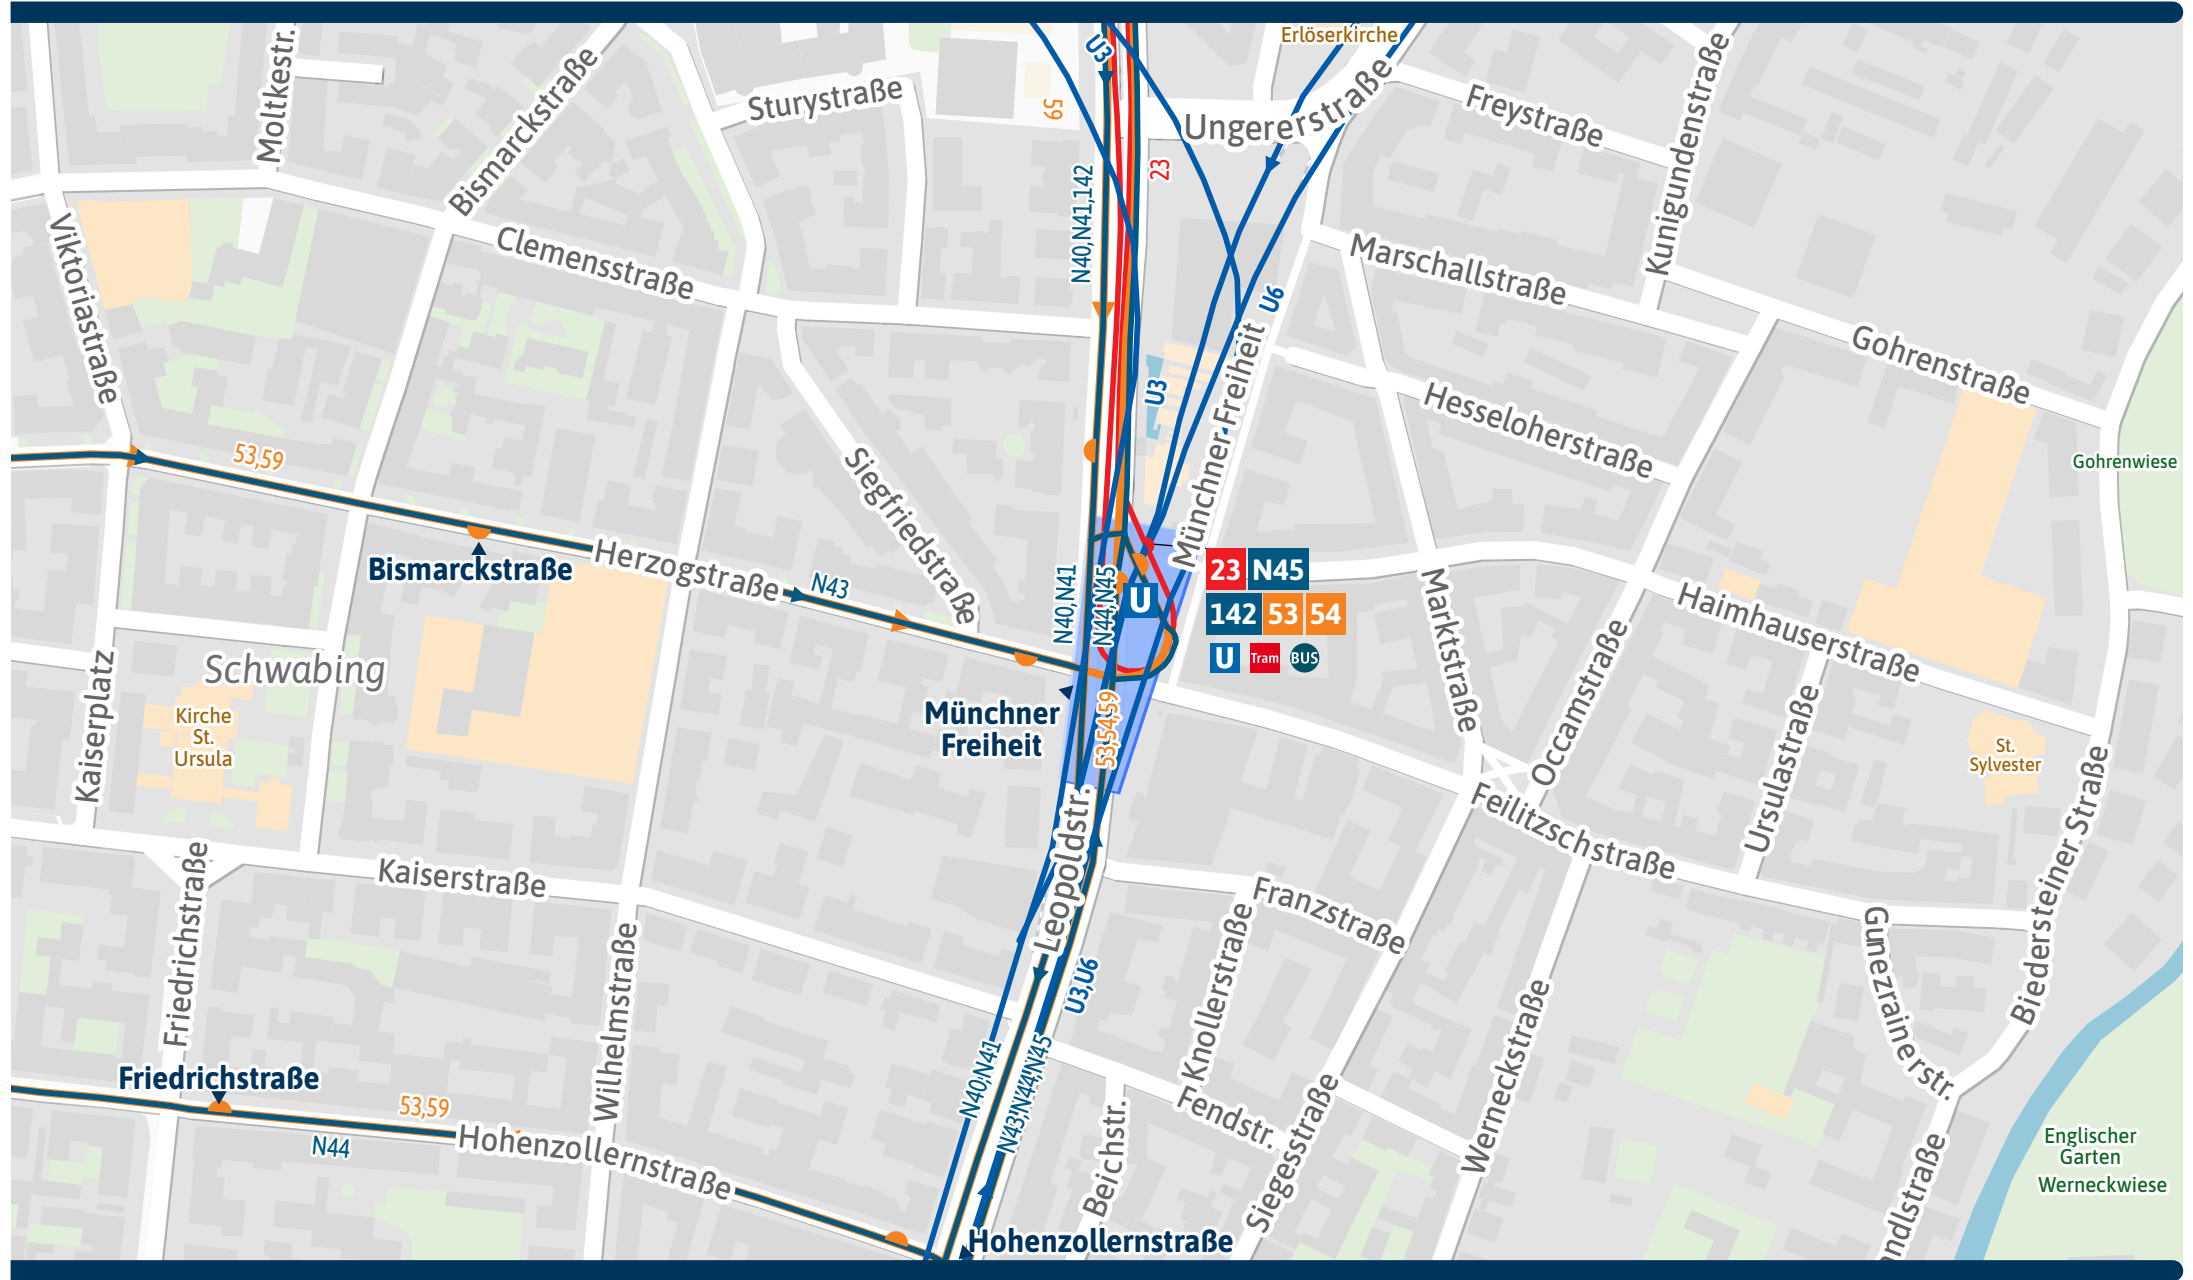 Moltkestr.
Bismarckstraße
Sturystraße
59
U3
Erlöserkirche
Ungererstraße
Freystraße
Kunigundenstraße
23
N40,N41,142
Viktoriastraße
Clemensstraße
Marschallstraße
U6
Gohrenstraße
U3
Münchner Freiheit
Hesseloherstraße
Gohrenwiese
53,59
Siegfriedstraße
Bismarckstraße
Herzogstraße
N43
N40,N41
N44,N45
U
23 N45
142 53 54
U Tram BUS
Marktstraße
Haimhauserstraße
Schwabing
Kaiserplatz
Kirche
St.
Ursula
Münchner
Freiheit
53,54,59
Occamstraße
Ursulastraße
St.
Sylvester
Biedersteiner Straße
Leopoldstr.
Feilitzschstraße
Kaiserstraße
Friedrichstraße
Wilhelmstraße
Franzstraße
Gunezrainerstr.
U3,U6
Knollerstraße
Werneckstraße
Friedrichstraße
53,59
N44
Hohenzollernstraße
N40,N41
N43,N44,N45
Fendstr.
Beichstr.
Siegesstraße
Hohenzollernstraße
andlstraße
Englischer
Garten
Werneckwiese